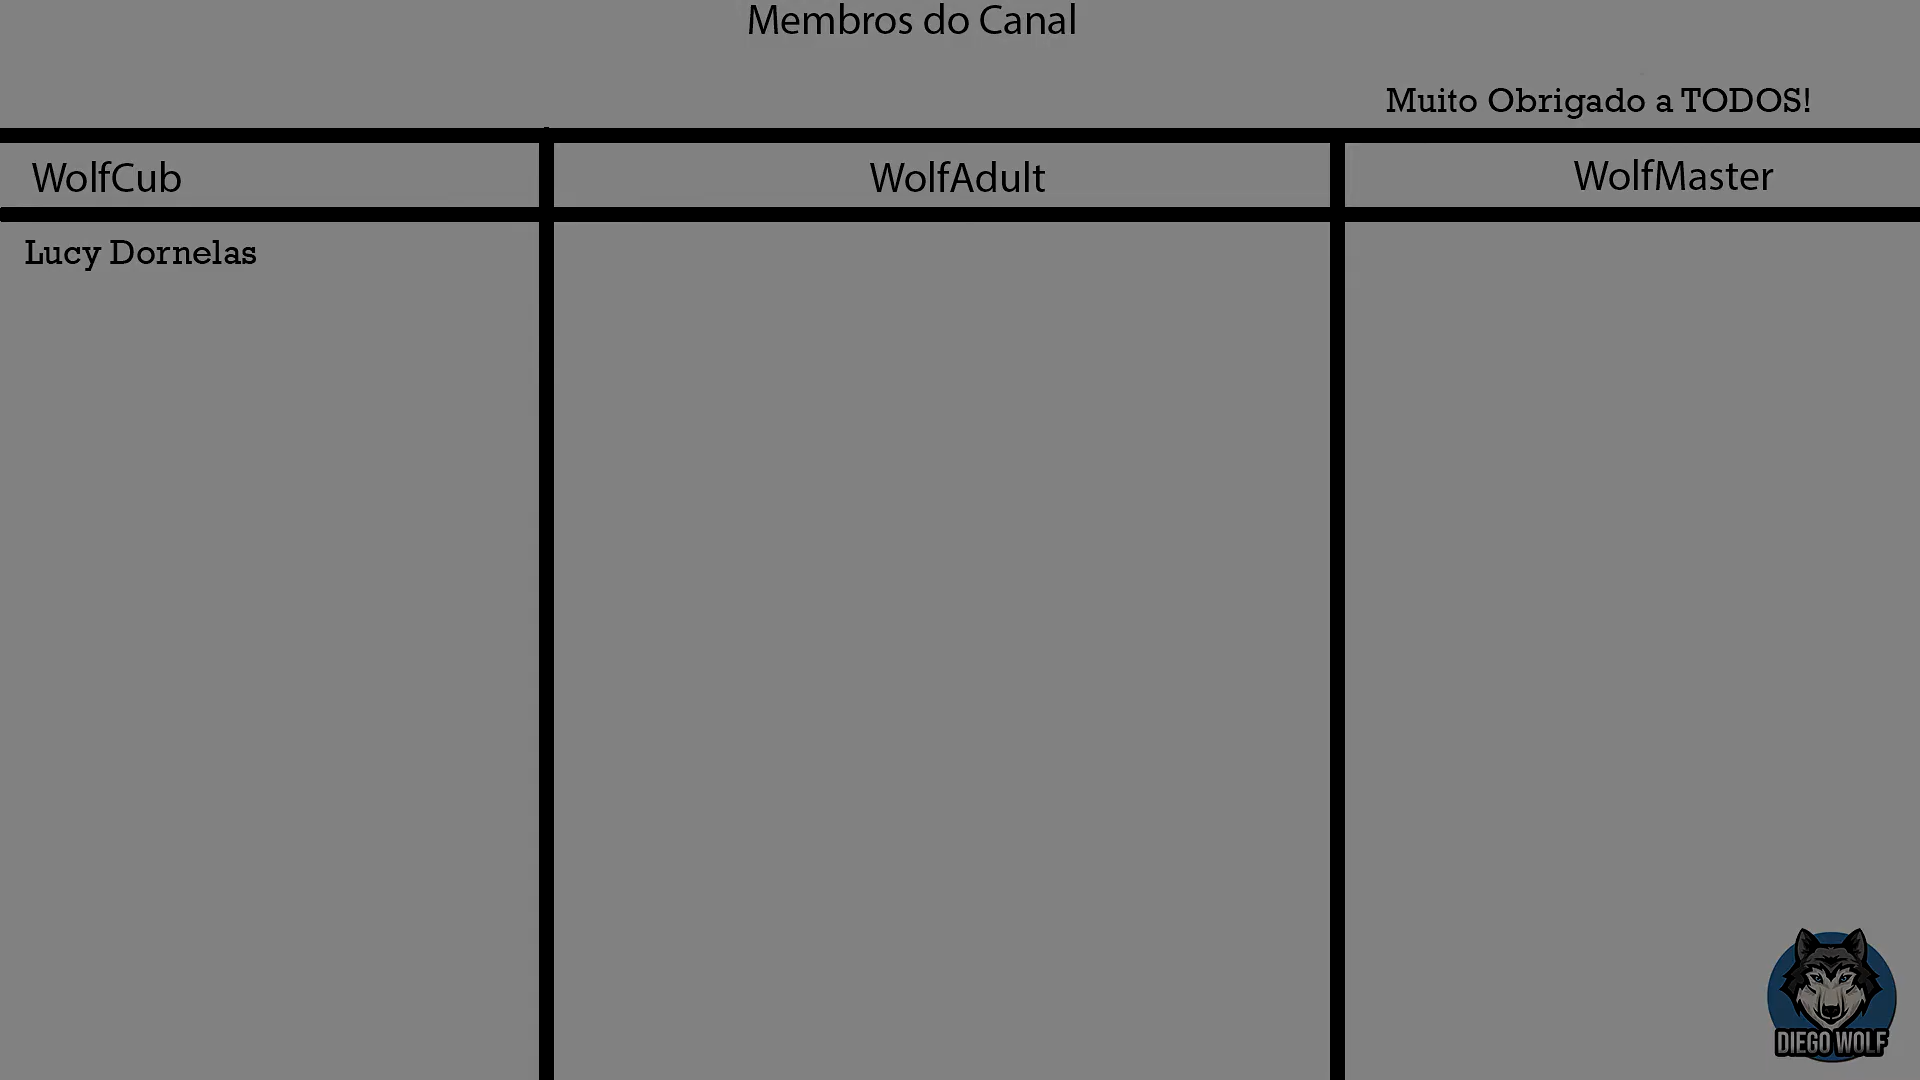 Membros do Canal
Muito Obrigado a TODOS!
WolfCub
WolfAdult
WolfMaster
Lucy Dornelas
DIEGO WOLF